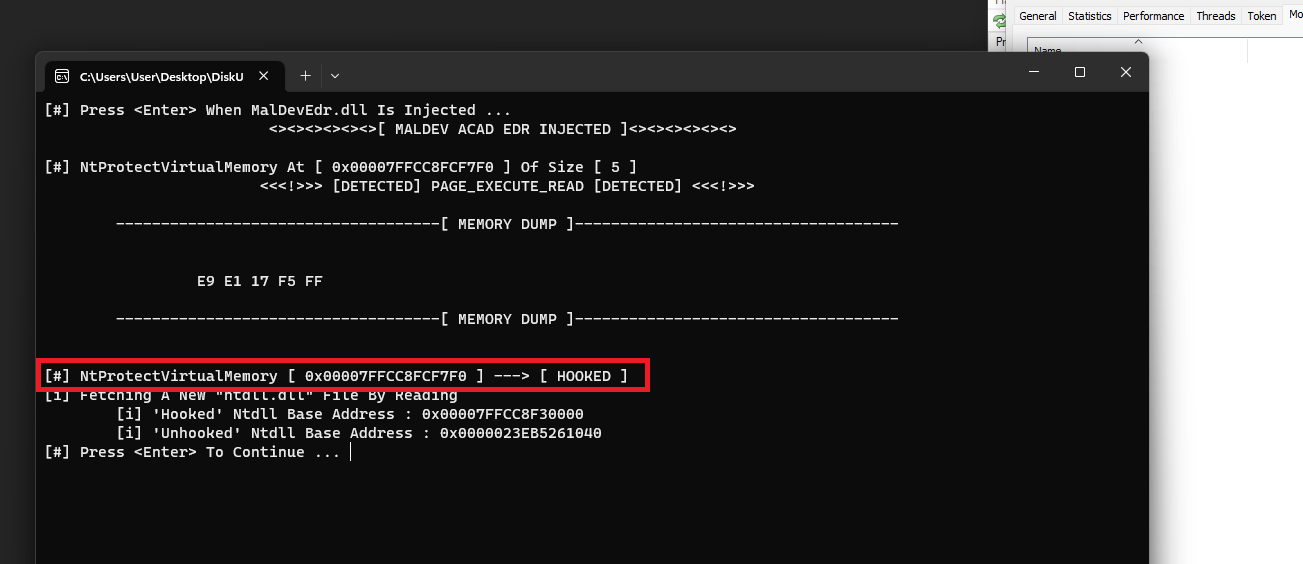 General Statistics Performance Threads Token Mo
Name
C:\Users\User\Desktop\DiskU
[#] Press <Enter> When MalDevEdr.dll Is Injected ...
<><><><><><>[ MALDEV ACAD EDR INJECTED ]<><><><><><>
[#] NtProtectVirtualMemory At [ 0x00007FFCC8FCF7F0 ] Of Size [ 5 ]
<<<!>>> [DETECTED] PAGE_EXECUTE_READ [DETECTED] <<<!>>>
------------------------------------[ MEMORY DUMP ]------------------------------------
E9 E1 17 F5 FF
------------------------------------[ MEMORY DUMP ]------------------------------------
[#] NtProtectVirtualMemory [ 0x00007FFCC8FCF7F0 ] ---> [ HOOKED ]
[i] Fetching A New "ntdll.dll" File By Reading
[i] 'Hooked' Ntdll Base Address : 0x00007FFCC8F30000
[i] 'Unhooked' Ntdll Base Address : 0x0000023EB5261040
[#] Press <Enter> To Continue ...